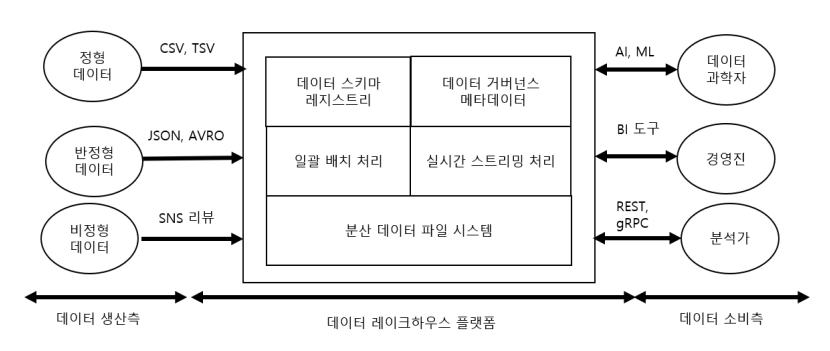 정형
데이터
CSV, TSV
반정형
데이터
JSON, AVRO
비정형
데이터
SNS 리뷰
데이터 스키마
레지스트리
데이터 거버넌스
메타데이터
일괄 배치 처리
실시간 스트리밍 처리
분산 데이터 파일 시스템
AI, ML
데이터
과학자
BI 도구
경영진
REST,
gRPC
분석가
데이터 생산측
데이터 레이크하우스 플랫폼
데이터 소비측